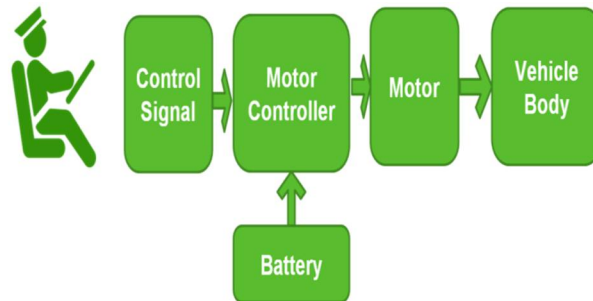 Control
Signal
Motor
Controller
Motor
Vehicle
Body
Battery